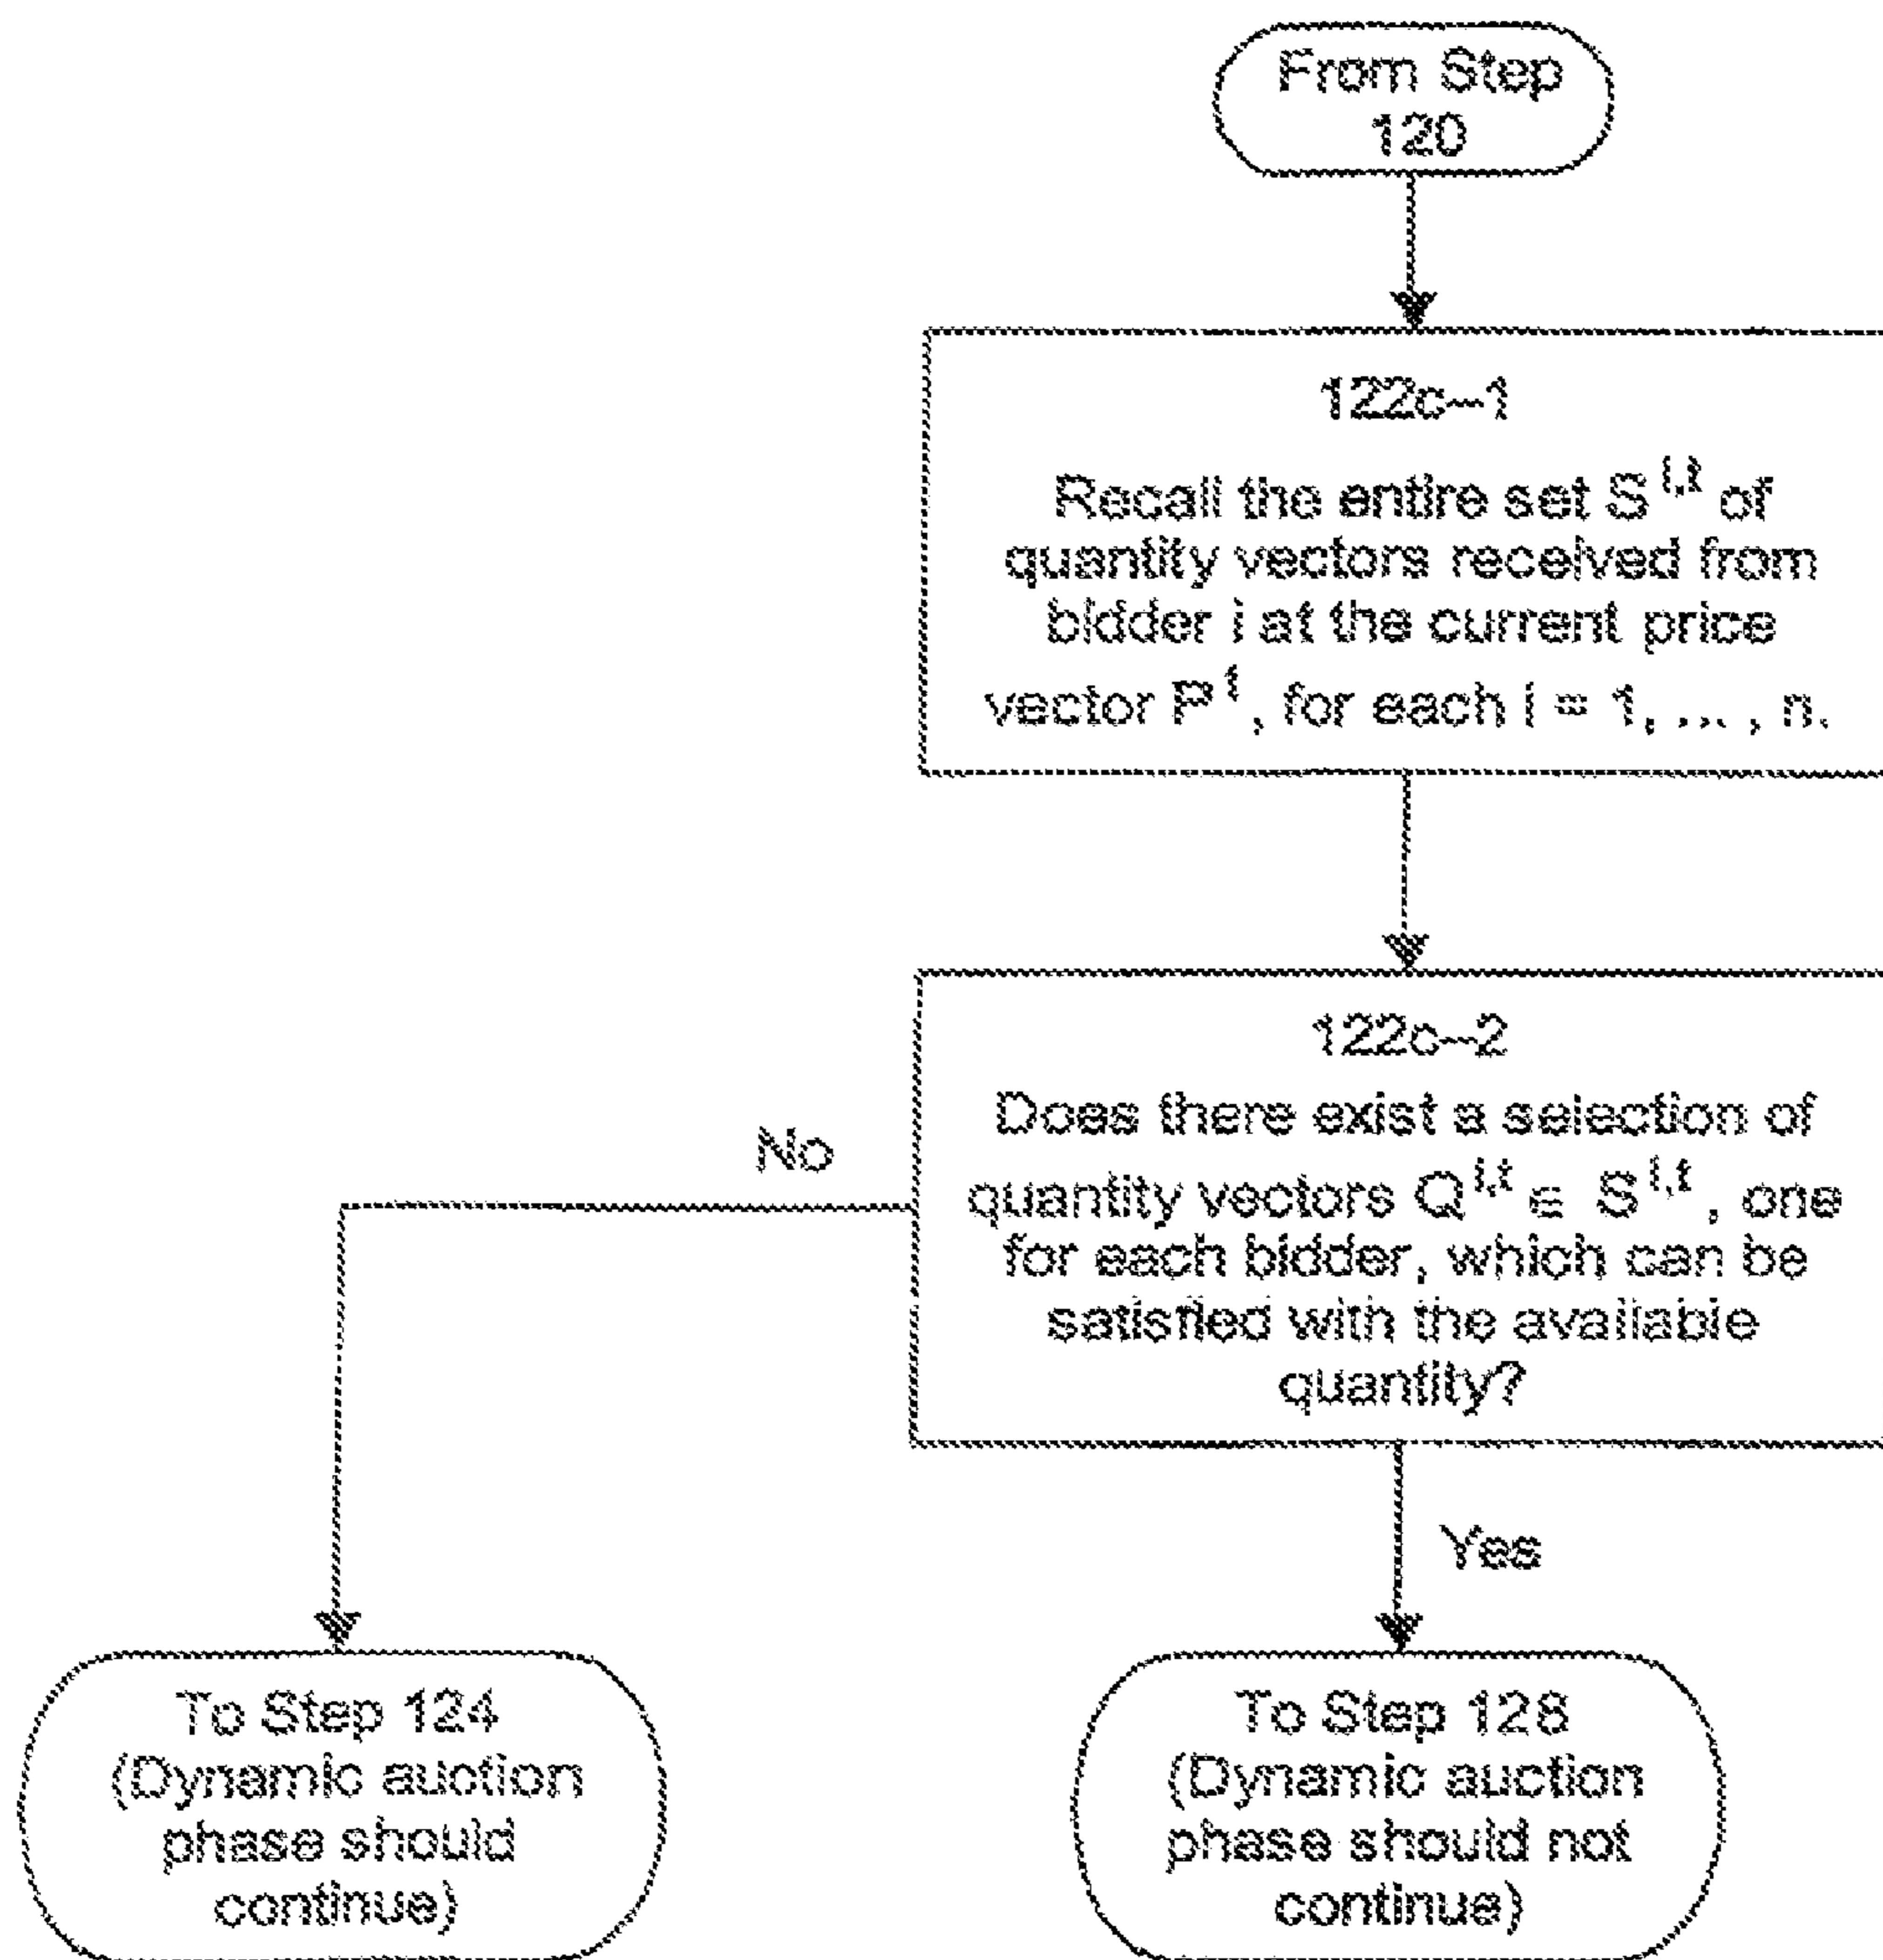 From Step
120
122c–1
Recall the entire set S^{i,t} of
quantity vectors received from
bidder i at the current price
vector P^t, for each i = 1, ... , n.
122c–2
Does there exist a selection of
quantity vectors Q^{i,t} ∈ S^{i,t}, one
for each bidder, which can be
satisfied with the available
quantity?
No
Yes
To Step 124
(Dynamic auction
phase should
continue)
To Step 128
(Dynamic auction
phase should not
continue)